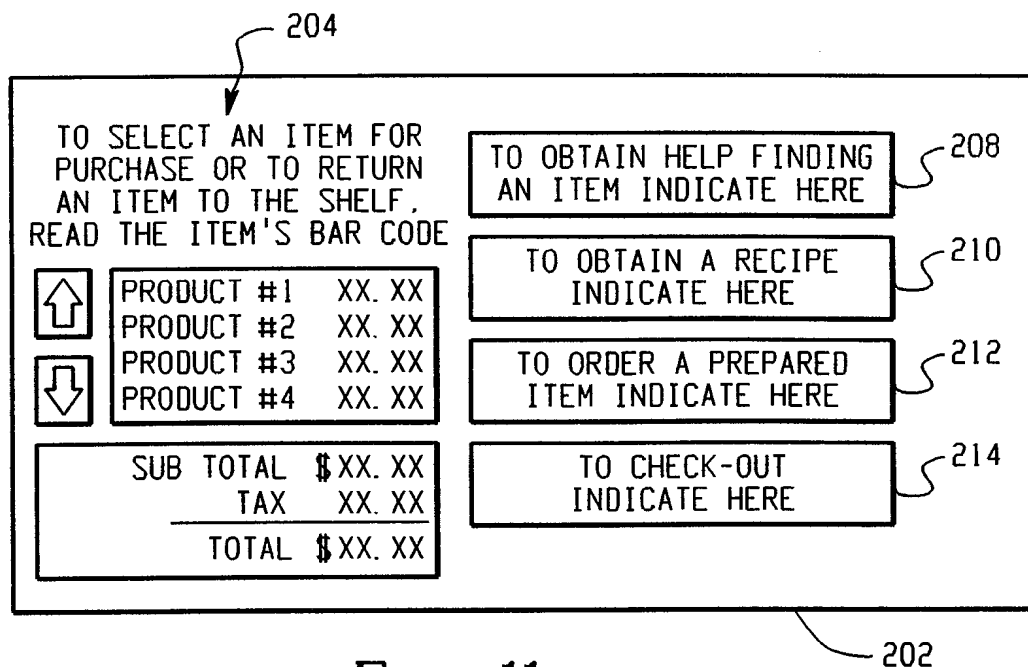 204
TO SELECT AN ITEM FOR
PURCHASE OR TO RETURN
AN ITEM TO THE SHELF,
READ THE ITEM'S BAR CODE
PRODUCT #1 XX.XX
PRODUCT #2 XX.XX
PRODUCT #3 XX.XX
PRODUCT #4 XX.XX
SUB TOTAL $XX.XX
TAX XX.XX
TOTAL $XX.XX
TO OBTAIN HELP FINDING
AN ITEM INDICATE HERE
208
TO OBTAIN A RECIPE
INDICATE HERE
210
TO ORDER A PREPARED
ITEM INDICATE HERE
212
TO CHECK-OUT
INDICATE HERE
214
202